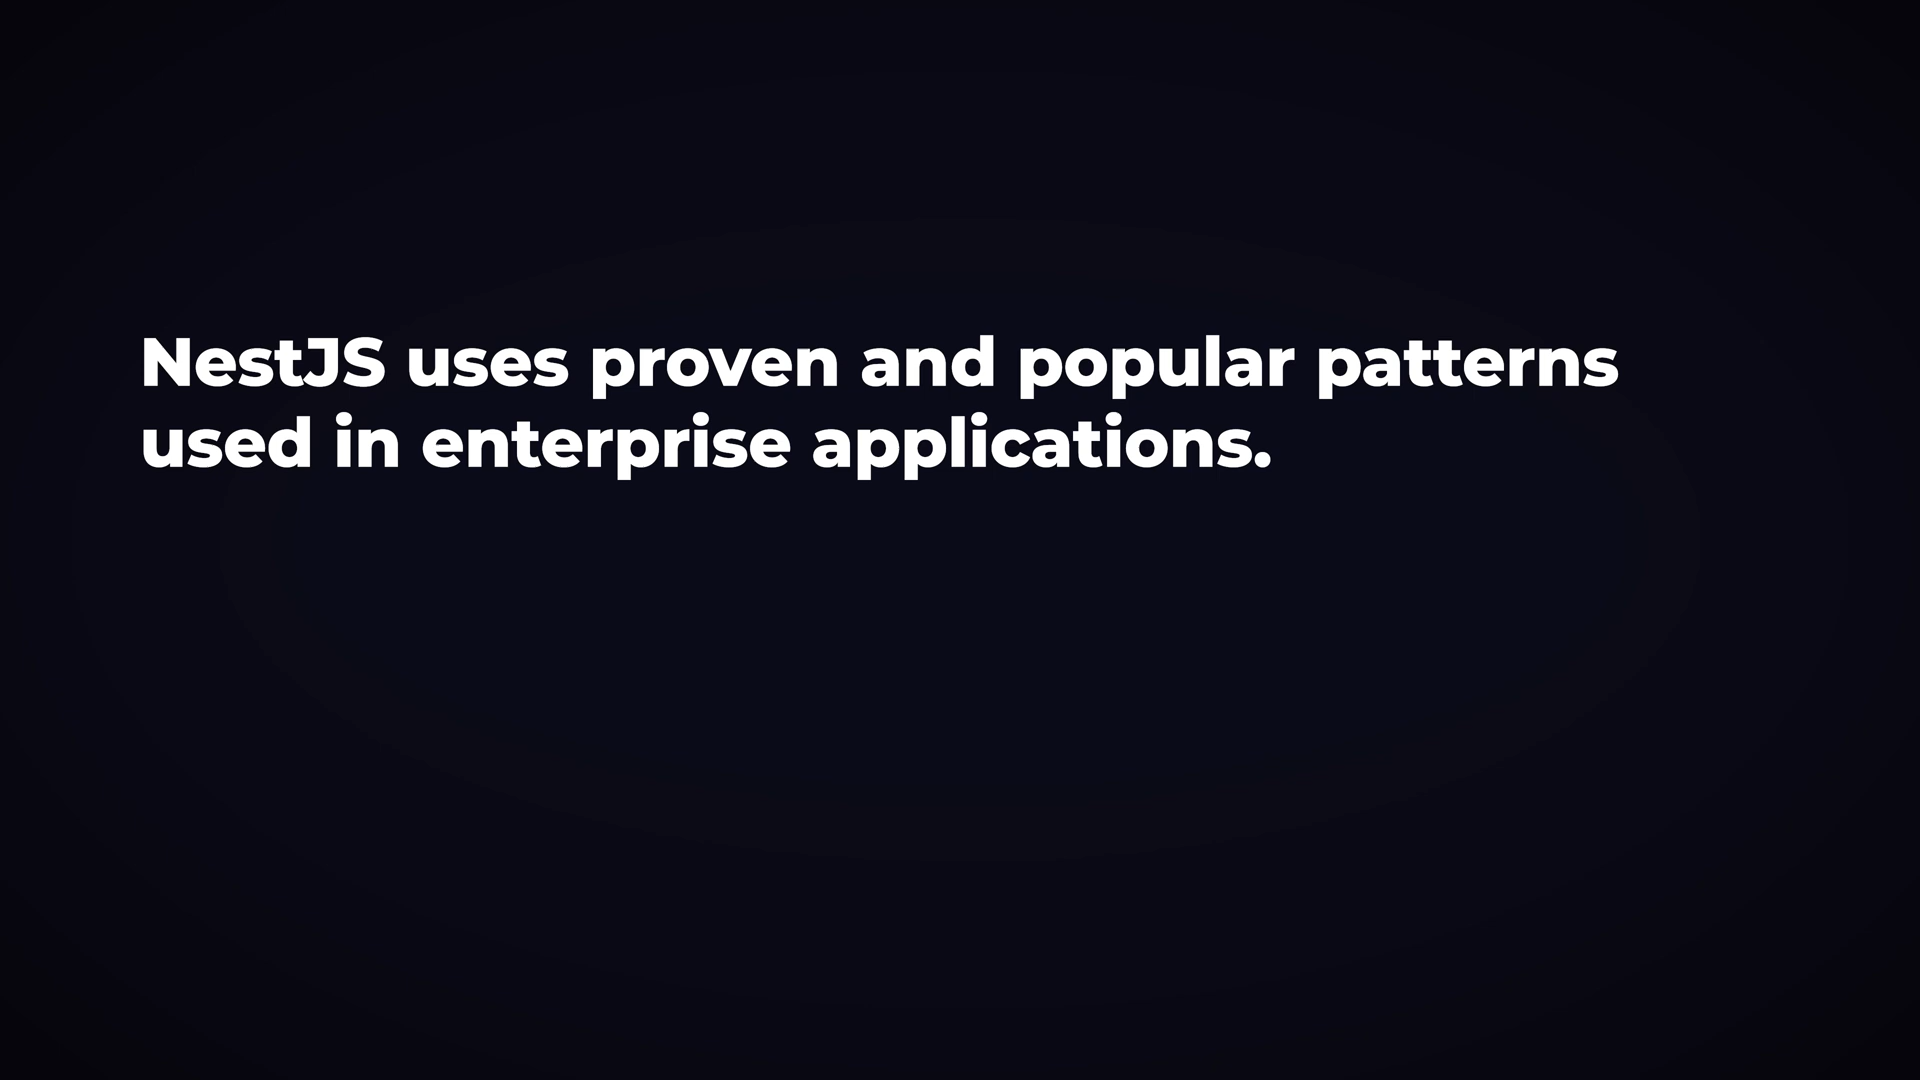 NestJS uses proven and popular patterns
used in enterprise applications.